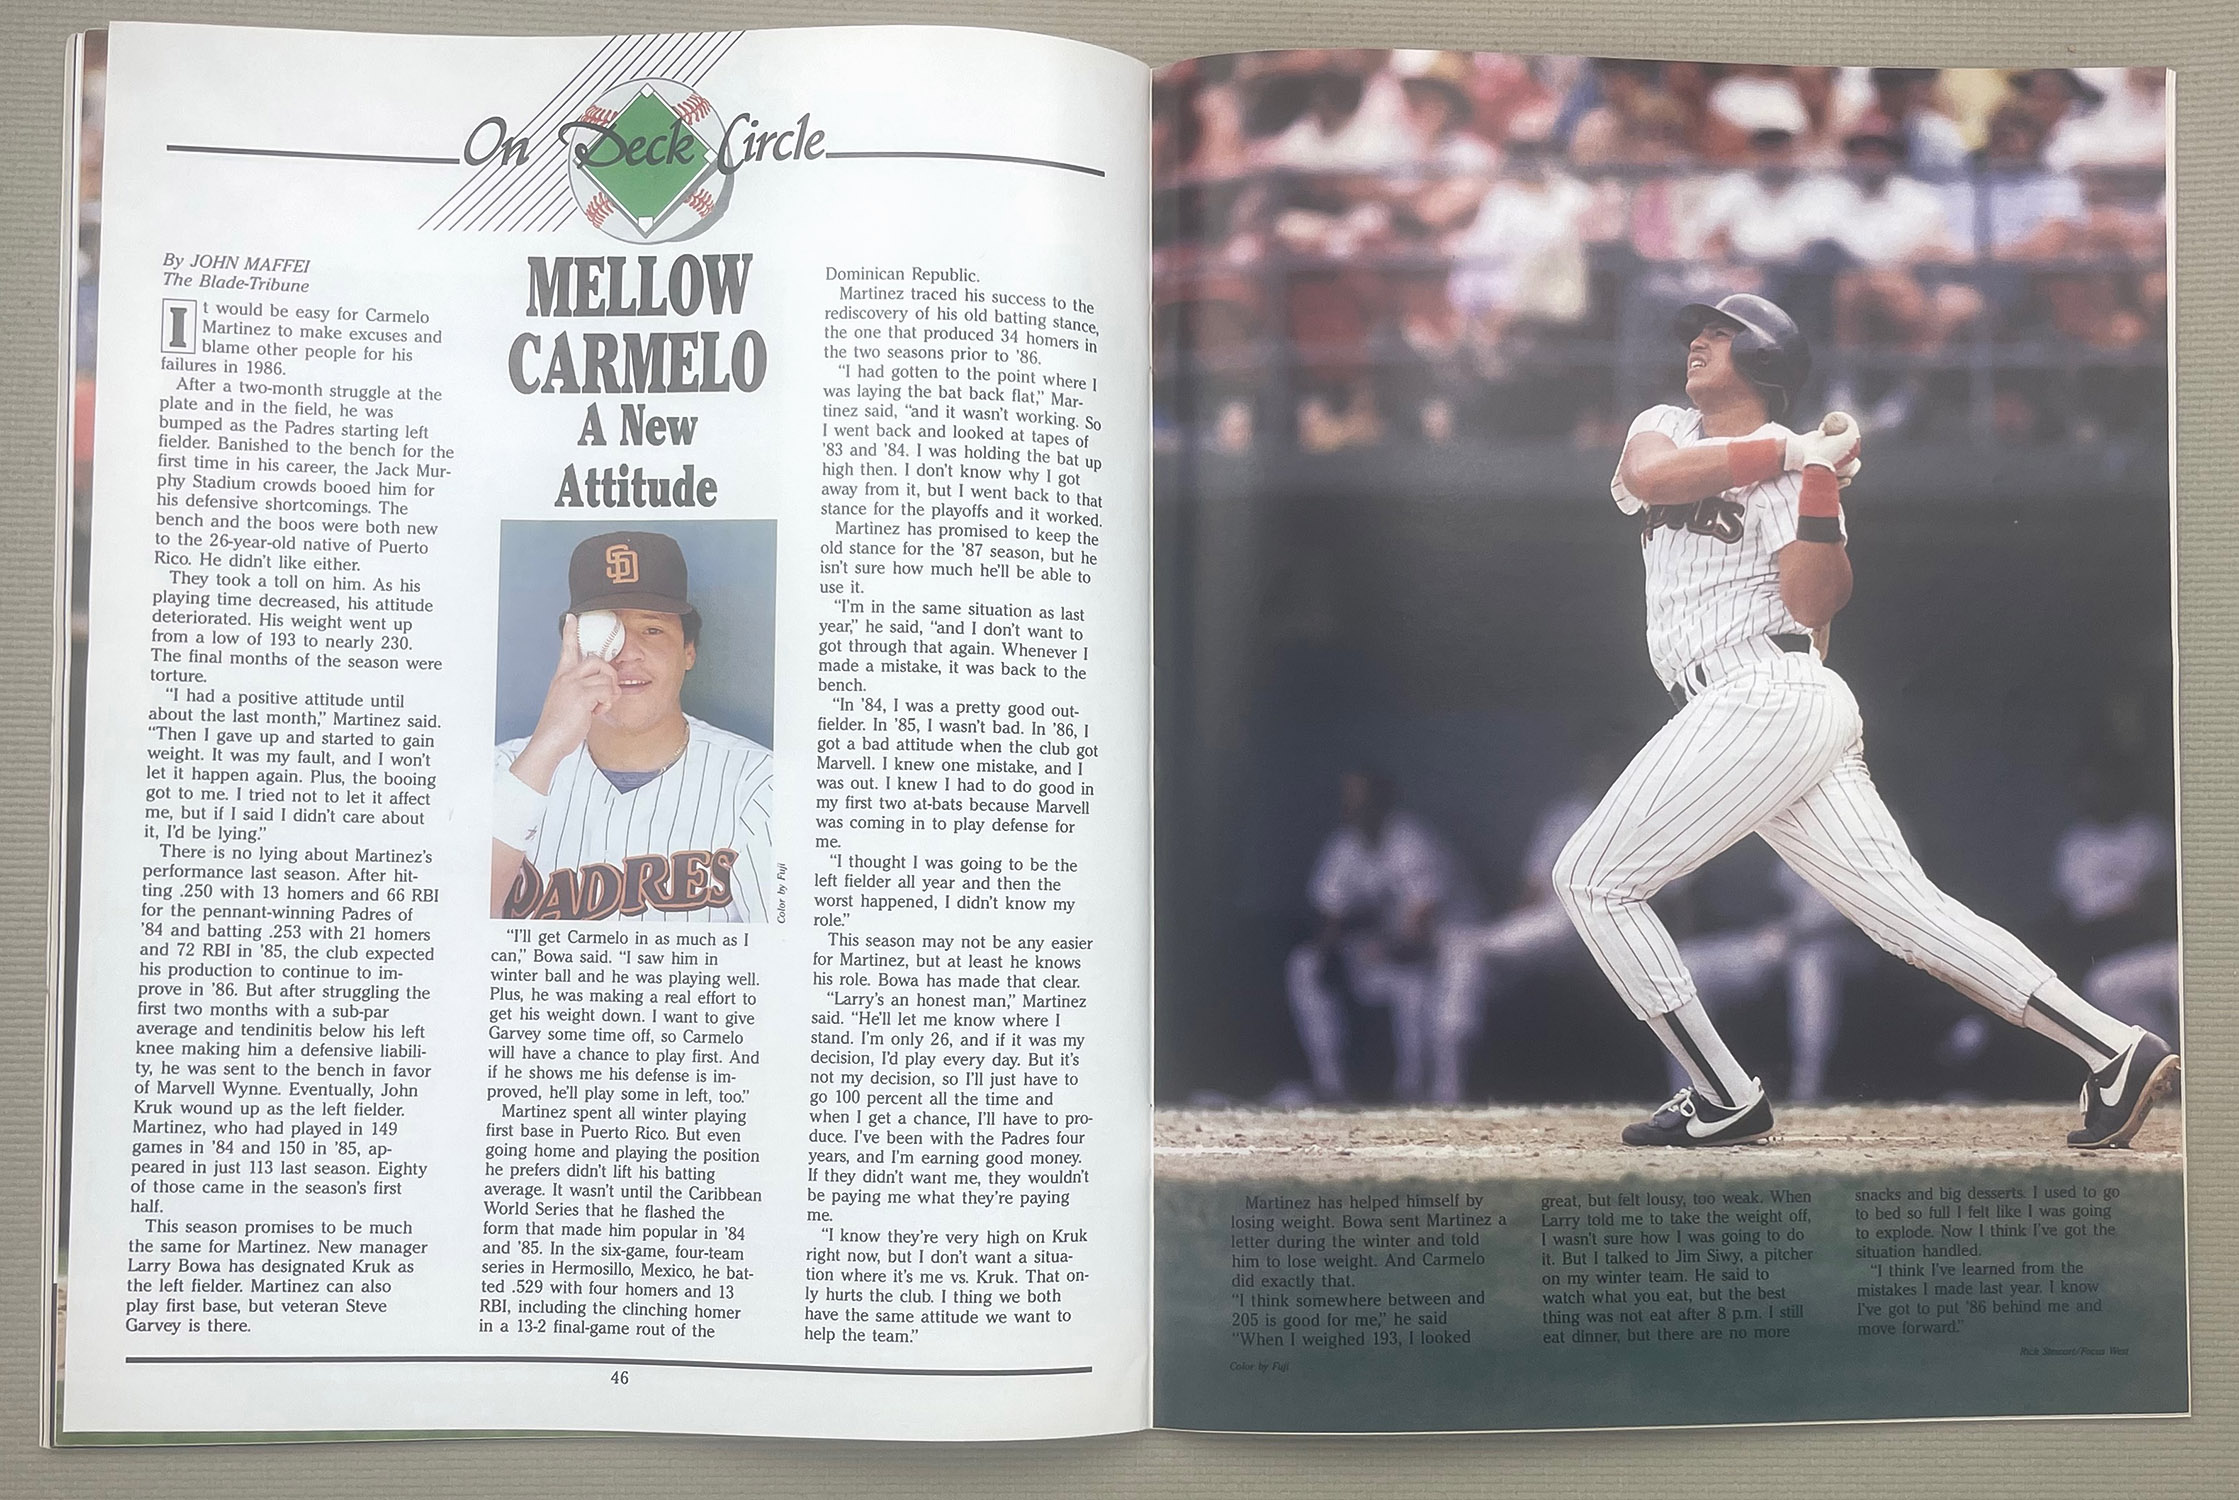 On Deck Circle
By JOHN MAFFEI
The Blade-Tribune
It would be easy for Carmelo
Martinez to make excuses and
blame other people for his
failures in 1986.
After a two-month struggle at the
plate and in the field, he was
bumped as the Padres starting left
fielder. Banished to the bench for the
first time in his career, the Jack Mur-
phy Stadium crowds booed him for
his defensive shortcomings. The
bench and the boos were both new
to the 26-year-old native of Puerto
Rico. He didn't like either.
They took a toll on him. As his
playing time decreased, his attitude
deteriorated. His weight went up
from a low of 193 to nearly 230.
The final months of the season were
torture.
"I had a positive attitude until
about the last month," Martinez said.
"Then I gave up and started to gain
weight. It was my fault, and I won't
let it happen again. Plus, the booing
got to me. I tried not to let it affect
me, but if I said I didn't care about
it, I'd be lying."
There is no lying about Martinez's
performance last season. After hit-
ting .250 with 13 homers and 66 RBI
for the pennant-winning Padres of
'84 and batting .253 with 21 homers
and 72 RBI in '85, the club expected
his production to continue to im-
prove in '86. But after struggling the
first two months with a sub-par
average and tendinitis below his left
knee making him a defensive liabili-
ty, he was sent to the bench in favor
of Marvell Wynne. Eventually, John
Kruk wound up as the left fielder.
Martinez, who had played in 149
games in '84 and 150 in '85, ap-
peared in just 113 last season. Eighty
of those came in the season's first
half.
This season promises to be much
the same for Martinez. New manager
Larry Bowa has designated Kruk as
the left fielder. Martinez can also
play first base, but veteran Steve
Garvey is there.
MELLOW
CARMELO
A New
Attitude
SD
PADRES
Color by Fuji
"I'll get Carmelo in as much as I
can," Bowa said. "I saw him in
winter ball and he was playing well.
Plus, he was making a real effort to
get his weight down. I want to give
Garvey some time off, so Carmelo
will have a chance to play first. And
if he shows me his defense is im-
proved, he'll play some in left, too."
Martinez spent all winter playing
first base in Puerto Rico. But even
going home and playing the position
he prefers didn't lift his batting
average. It wasn't until the Caribbean
World Series that he flashed the
form that made him popular in '84
and '85. In the six-game, four-team
series in Hermosillo, Mexico, he bat-
ted .529 with four homers and 13
RBI, including the clinching homer
in a 13-2 final-game rout of the
Dominican Republic.
Martinez traced his success to the
rediscovery of his old batting stance,
the one that produced 34 homers in
the two seasons prior to '86.
"I had gotten to the point where I
was laying the bat back flat," Mar-
tinez said, "and it wasn't working. So
I went back and looked at tapes of
'83 and '84. I was holding the bat up
high then. I don't know why I got
away from it, but I went back to that
stance for the playoffs and it worked.
Martinez has promised to keep the
old stance for the '87 season, but he
isn't sure how much he'll be able to
use it.
"I'm in the same situation as last
year," he said, "and I don't want to
got through that again. Whenever I
made a mistake, it was back to the
bench.
"In '84, I was a pretty good out-
fielder. In '85, I wasn't bad. In '86, I
got a bad attitude when the club got
Marvell. I knew one mistake, and I
was out. I knew I had to do good in
my first two at-bats because Marvell
was coming in to play defense for
me.
"I thought I was going to be the
left fielder all year and then the
worst happened, I didn't know my
role."
This season may not be any easier
for Martinez, but at least he knows
his role. Bowa has made that clear.
"Larry's an honest man," Martinez
said. "He'll let me know where I
stand. I'm only 26, and if it was my
decision, I'd play every day. But it's
not my decision, so I'll just have to
go 100 percent all the time and
when I get a chance, I'll have to pro-
duce. I've been with the Padres four
years, and I'm earning good money.
If they didn't want me, they wouldn't
be paying me what they're paying
me.
"I know they're very high on Kruk
right now, but I don't want a situa-
tion where it's me vs. Kruk. That on-
ly hurts the club. I thing we both
have the same attitude we want to
help the team."
46
PADRES
Martinez has helped himself by
losing weight. Bowa sent Martinez a
letter during the winter and told
him to lose weight. And Carmelo
did exactly that.
"I think somewhere between and
205 is good for me," he said
"When I weighed 193, I looked
Color by Fuji
great, but felt lousy, too weak. When
Larry told me to take the weight off,
I wasn't sure how I was going to do
it. But I talked to Jim Siwy, a pitcher
on my winter team. He said to
watch what you eat, but the best
thing was not eat after 8 p.m. I still
eat dinner, but there are no more
snacks and big desserts. I used to go
to bed so full I felt like I was going
to explode. Now I think I've got the
situation handled.
"I think I've learned from the
mistakes I made last year. I know
I've got to put '86 behind me and
move forward."
Rick Stewart/Focus West